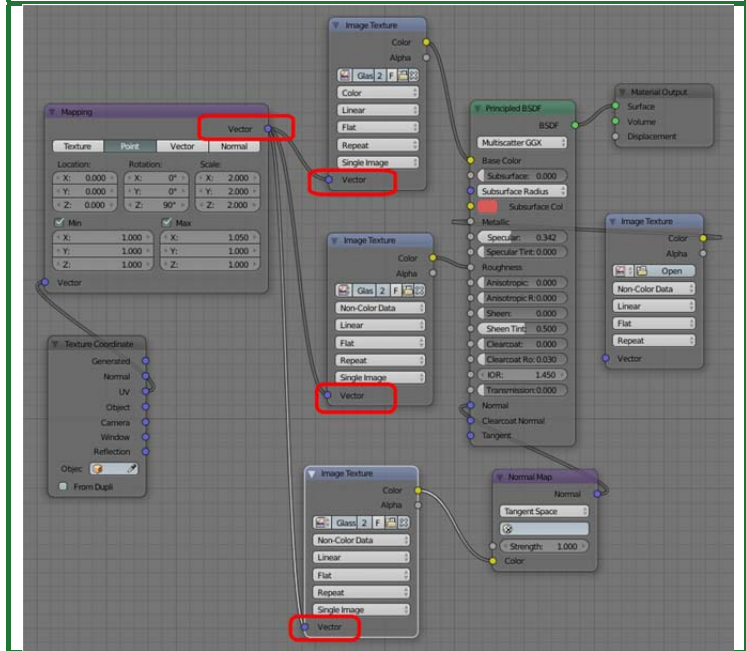 Image Texture
Color
Alpha
Glas 2 F
Color
Linear
Flat
Repeat
Single Image
Vector
Mapping
Vector
Texture Point Vector Normal
Location: Rotation: Scale:
X: 0.000 X: 0° X: 2.000
Y: 0.000 Y: 0° Y: 2.000
Z: 0.000 Z: 90° Z: 2.000
Min Max
X: 1.000 X: 1.050
Y: 1.000 Y: 1.000
Z: 1.000 Z: 1.000
Vector
Texture Coordinate
Generated
Normal
UV
Object
Camera
Window
Reflection
Objec
From Dupli
Image Texture
Color
Alpha
Glas 2 F
Non-Color Data
Linear
Flat
Repeat
Single Image
Vector
Image Texture
Color
Alpha
Glass 2 F
Non-Color Data
Linear
Flat
Repeat
Single Image
Vector
Principled BSDF
BSDF
Multiscatter GGX
Base Color
Subsurface: 0.000
Subsurface Radius
Subsurface Col
Metallic
Specular: 0.342
Specular Tint: 0.000
Roughness
Anisotropic: 0.000
Anisotropic R: 0.000
Sheen: 0.000
Sheen Tint: 0.500
Clearcoat: 0.000
Clearcoat Ro: 0.030
IOR: 1.450
Transmission: 0.000
Normal
Clearcoat Normal
Tangent
Normal Map
Normal
Tangent Space
Strength: 1.000
Color
Material Output
Surface
Volume
Displacement
Image Texture
Color
Alpha
Open
Non-Color Data
Linear
Flat
Repeat
Vector